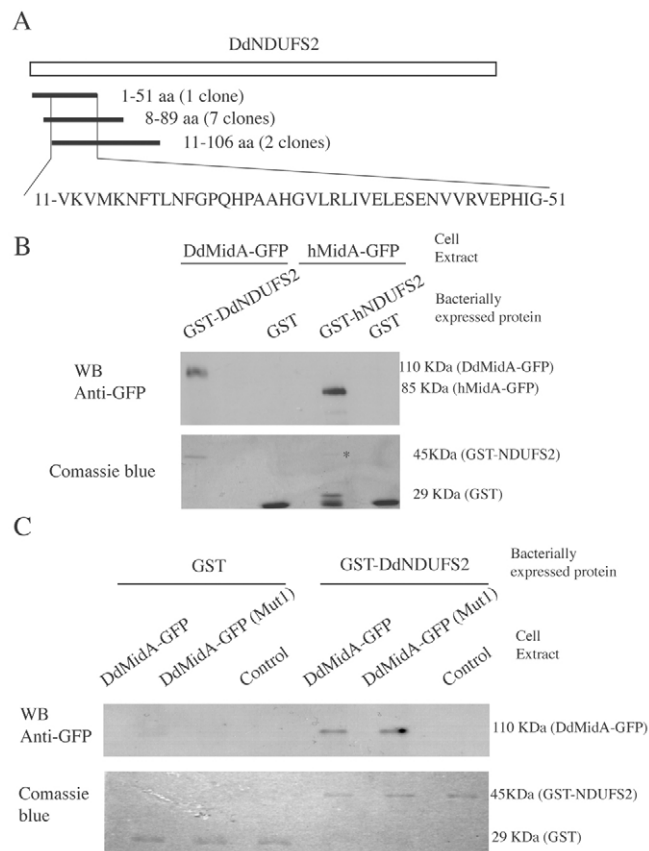 A
DdNDUFS2
1-51 aa (1 clone)
8-89 aa (7 clones)
11-106 aa (2 clones)
11-VKVMKNFTLNFGPQHPAAHGVLRLIVELESENVVRVEPHIG-51
B
DdMidA-GFP hMidA-GFP Cell Extract
GST-DdNDUFS2 GST GST-hNDUFS2 GST Bacterially expressed protein
WB Anti-GFP
110 KDa (DdMidA-GFP)
85 KDa (hMidA-GFP)
Comassie blue
*
45KDa (GST-NDUFS2)
29 KDa (GST)
C
GST GST-DdNDUFS2 Bacterially expressed protein
DdMidA-GFP DdMidA-GFP (Mut1) Control DdMidA-GFP DdMidA-GFP (Mut1) Control Cell Extract
WB Anti-GFP
110 KDa (DdMidA-GFP)
Comassie blue
45KDa (GST-NDUFS2)
29 KDa (GST)